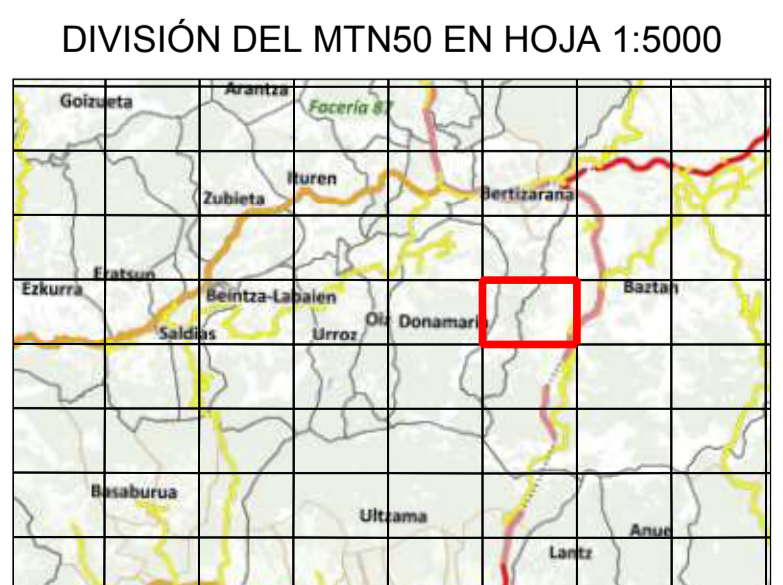 DIVISIÓN DEL MTN50 EN HOJA 1:5000
Arantza
Goizueta
Facería 87
Ituren
Zubieta
Bertizarana
Eratsun
Ezkurra
Beintza-Labaien
Baztan
Oiz
Donamaria
Saldias
Urroz
Basaburua
Ultzama
Anue
Lantz